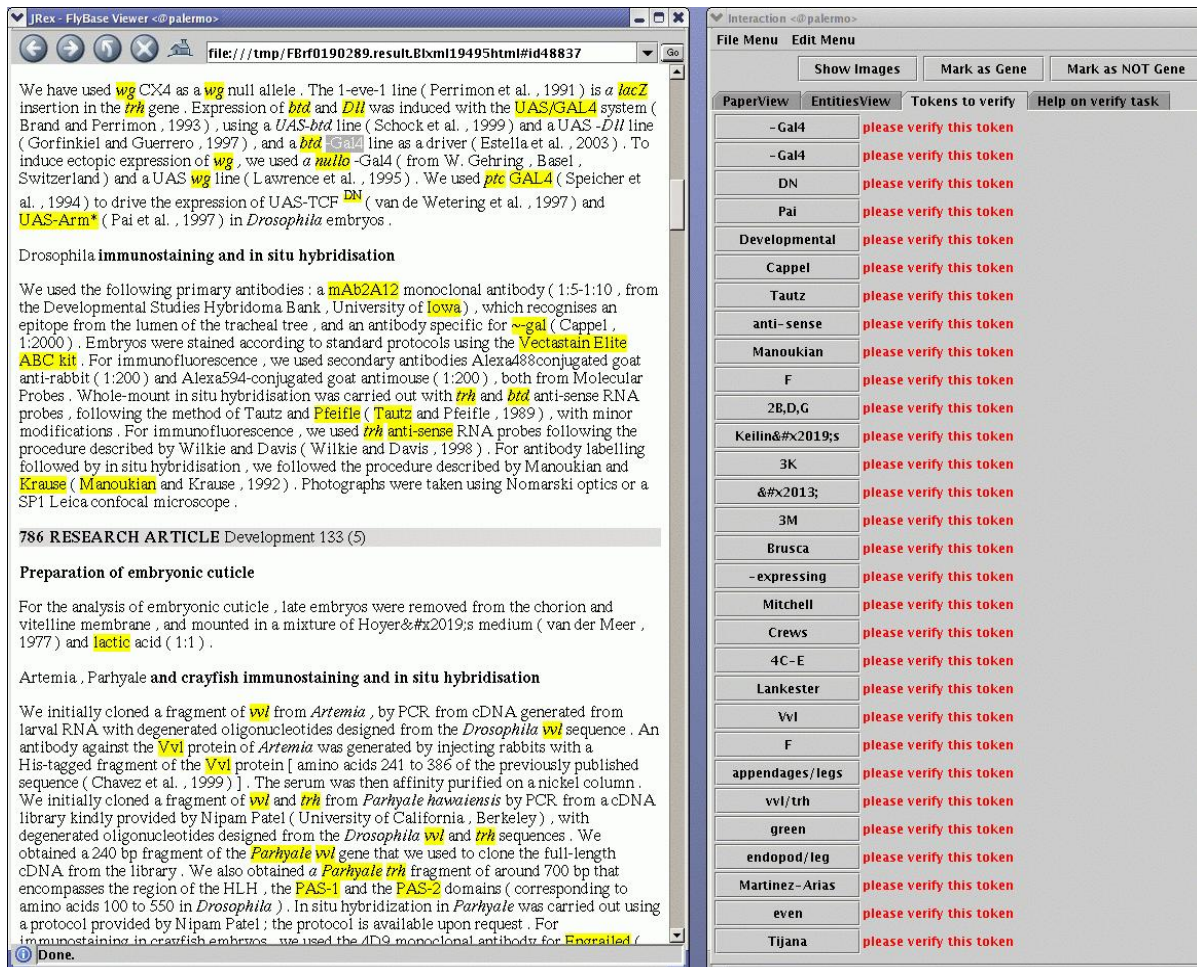 JRex - FlyBase Viewer <@palermo>
file:///tmp/FBrf0190289.result.Blxml19495html#id48837
Go
We have used wg CX4 as a wg null allele . The 1-eve-1 line ( Perrimon et al. , 1991 ) is a lacZ
insertion in the trh gene . Expression of btd and Dll was induced with the UAS/GAL4 system (
Brand and Perrimon , 1993 ) , using a UAS-btd line ( Schock et al. , 1999 ) and a UAS -Dll line
( Gorfinkiel and Guerrero , 1997 ) , and a btd -Gal4 line as a driver ( Estella et al. , 2003 ) . To
induce ectopic expression of wg , we used a nullo -Gal4 ( from W. Gehring , Basel ,
Switzerland ) and a UAS wg line ( Lawrence et al. , 1995 ) . We used ptc GAL4 ( Speicher et
al. , 1994 ) to drive the expression of UAS-TCF DN ( van de Wetering et al. , 1997 ) and
UAS-Arm* ( Pai et al. , 1997 ) in Drosophila embryos .
Drosophila immunostaining and in situ hybridisation
We used the following primary antibodies : a mAb2A12 monoclonal antibody ( 1:5-1:10 , from
the Developmental Studies Hybridoma Bank , University of Iowa ) , which recognises an
epitope from the lumen of the tracheal tree , and an antibody specific for ~-gal ( Cappel ,
1:2000 ) . Embryos were stained according to standard protocols using the Vectastain Elite
ABC kit . For immunofluorescence , we used secondary antibodies Alexa488conjugated goat
anti-rabbit ( 1:200 ) and Alexa594-conjugated goat antimouse ( 1:200 ) , both from Molecular
Probes . Whole-mount in situ hybridisation was carried out with trh and btd anti-sense RNA
probes , following the method of Tautz and Pfeifle ( Tautz and Pfeifle , 1989 ) , with minor
modifications . For immunofluorescence , we used trh anti-sense RNA probes following the
procedure described by Wilkie and Davis ( Wilkie and Davis , 1998 ) . For antibody labelling
followed by in situ hybridisation , we followed the procedure described by Manoukian and
Krause ( Manoukian and Krause , 1992 ) . Photographs were taken using Nomarski optics or a
SP1 Leica confocal microscope .
786 RESEARCH ARTICLE Development 133 (5)
Preparation of embryonic cuticle
For the analysis of embryonic cuticle , late embryos were removed from the chorion and
vitelline membrane , and mounted in a mixture of Hoyer&#x2019;s medium ( van der Meer ,
1977 ) and lactic acid ( 1:1 ) .
Artemia , Parhyale and crayfish immunostaining and in situ hybridisation
We initially cloned a fragment of vvl from Artemia , by PCR from cDNA generated from
larval RNA with degenerated oligonucleotides designed from the Drosophila vvl sequence . An
antibody against the Vvl protein of Artemia was generated by injecting rabbits with a
His-tagged fragment of the Vvl protein [ amino acids 241 to 386 of the previously published
sequence ( Chavez et al. , 1999 ) ] . The serum was then affinity purified on a nickel column .
We initially cloned a fragment of vvl and trh from Parhyale hawaiensis by PCR from a cDNA
library kindly provided by Nipam Patel ( University of California , Berkeley ) , with
degenerated oligonucleotides designed from the Drosophila vvl and trh sequences . We
obtained a 240 bp fragment of the Parhyale vvl gene that we used to clone the full-length
cDNA from the library . We also obtained a Parhyale trh fragment of around 700 bp that
encompasses the region of the HLH , the PAS-1 and the PAS-2 domains ( corresponding to
amino acids 100 to 550 in Drosophila ) . In situ hybridization in Parhyale was carried out using
a protocol provided by Nipam Patel ; the protocol is available upon request . For
immunostaining in crayfish embryos , we used the 4D9 monoclonal antibody for Engrailed (
Done.
Interaction <@palermo>
File Menu Edit Menu
Show Images Mark as Gene Mark as NOT Gene
PaperView EntitiesView Tokens to verify Help on verify task
-Gal4 please verify this token
-Gal4 please verify this token
DN please verify this token
Pai please verify this token
Developmental please verify this token
Cappel please verify this token
Tautz please verify this token
anti-sense please verify this token
Manoukian please verify this token
F please verify this token
2B,D,G please verify this token
Keilin&#x2019;s please verify this token
3K please verify this token
&#x2013; please verify this token
3M please verify this token
Brusca please verify this token
-expressing please verify this token
Mitchell please verify this token
Crews please verify this token
4C-E please verify this token
Lankester please verify this token
Vvl please verify this token
F please verify this token
appendages/legs please verify this token
vvl/trh please verify this token
green please verify this token
endopod/leg please verify this token
Martinez-Arias please verify this token
even please verify this token
Tijana please verify this token